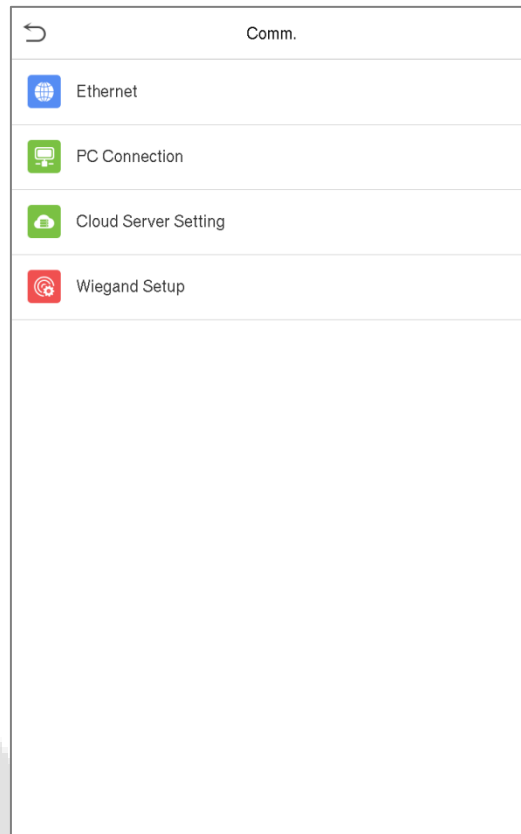 Comm.
Ethernet
PC Connection
Cloud Server Setting
Wiegand Setup